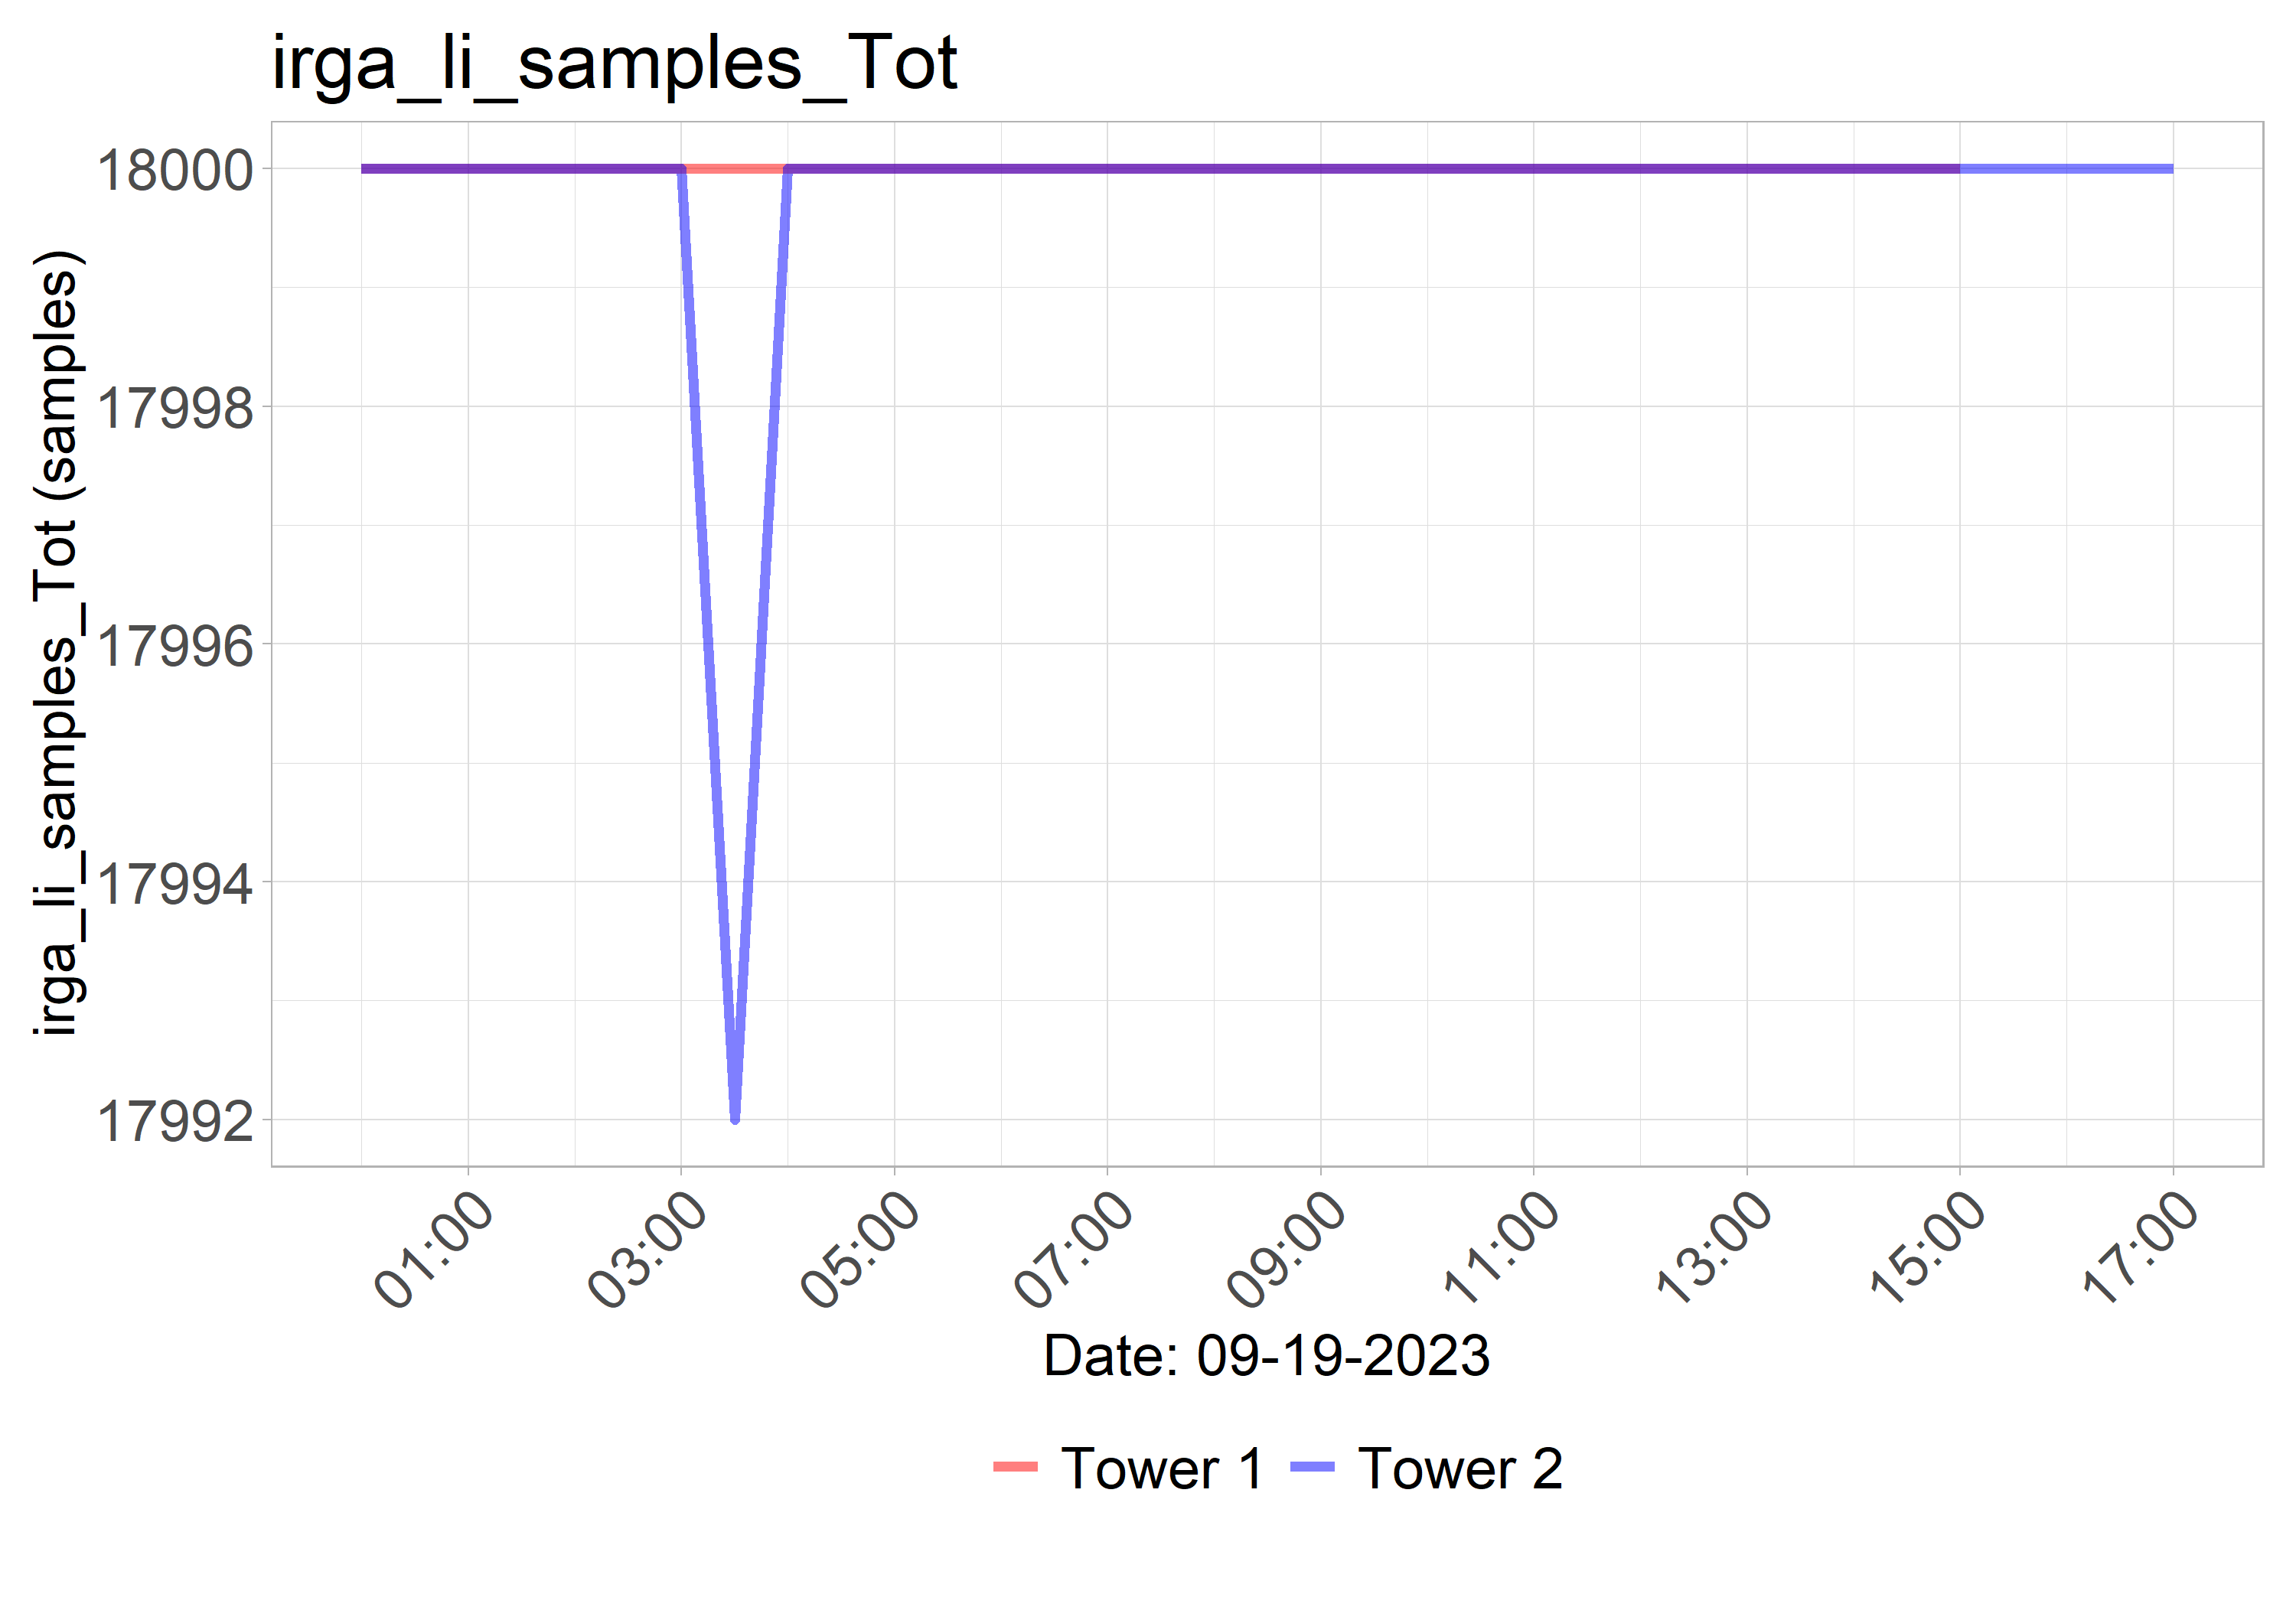 irga_li_samples_Tot
irga_li_samples_Tot (samples)
18000
17998
17996
17994
17992
01:00
03:00
05:00
07:00
09:00
11:00
13:00
15:00
17:00
Date: 09-19-2023
Tower 1
Tower 2